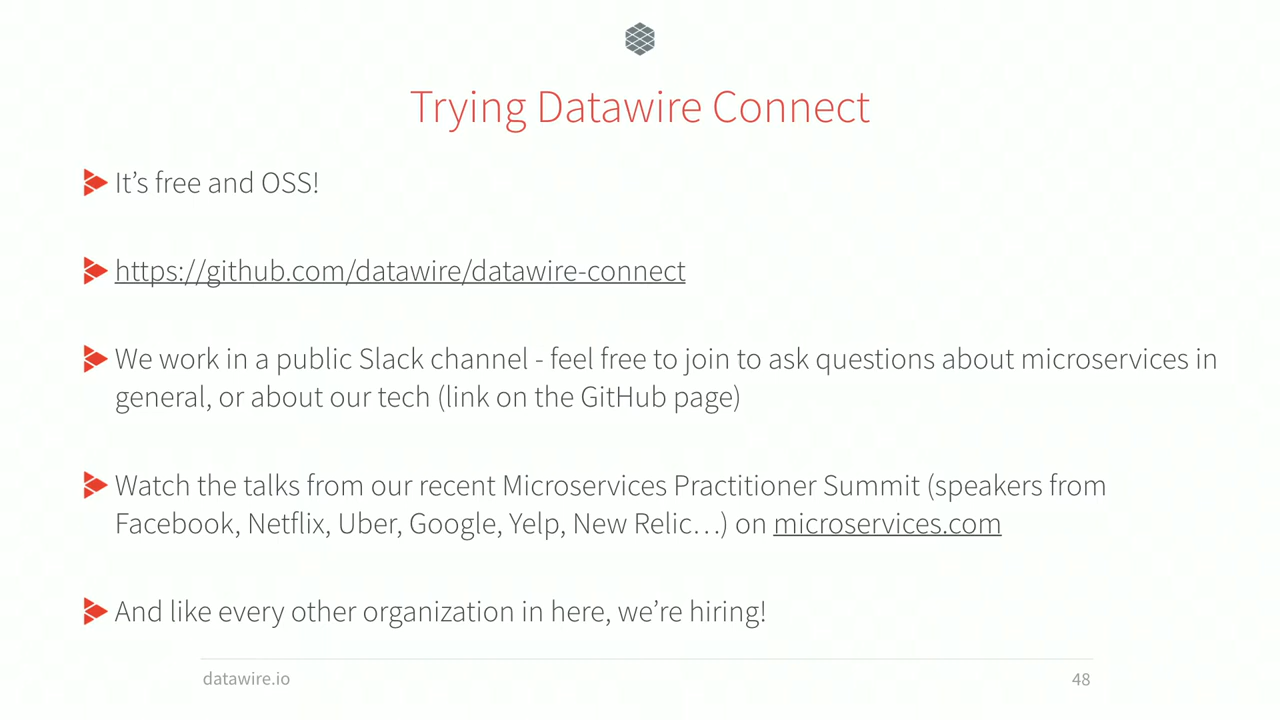 Trying Datawire Connect
It's free and OSS!
https://github.com/datawire/datawire-connect
We work in a public Slack channel - feel free to join to ask questions about microservices in
general, or about our tech (link on the GitHub page)
Watch the talks from our recent Microservices Practitioner Summit (speakers from
Facebook, Netflix, Uber, Google, Yelp, New Relic…) on microservices.com
And like every other organization in here, we're hiring!
datawire.io
48